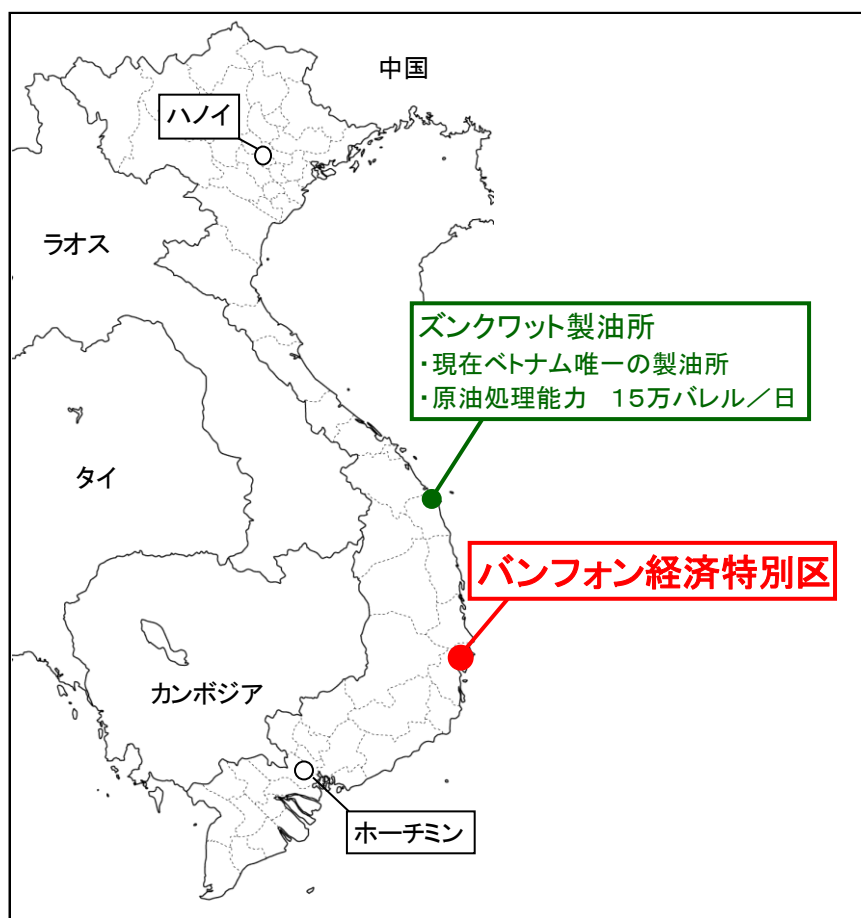 中国
ハノイ
ラオス
ズンクワット製油所
・現在ベトナム唯一の製油所
・原油処理能力　15万バレル／日
タイ
バンフォン経済特別区
カンボジア
ホーチミン